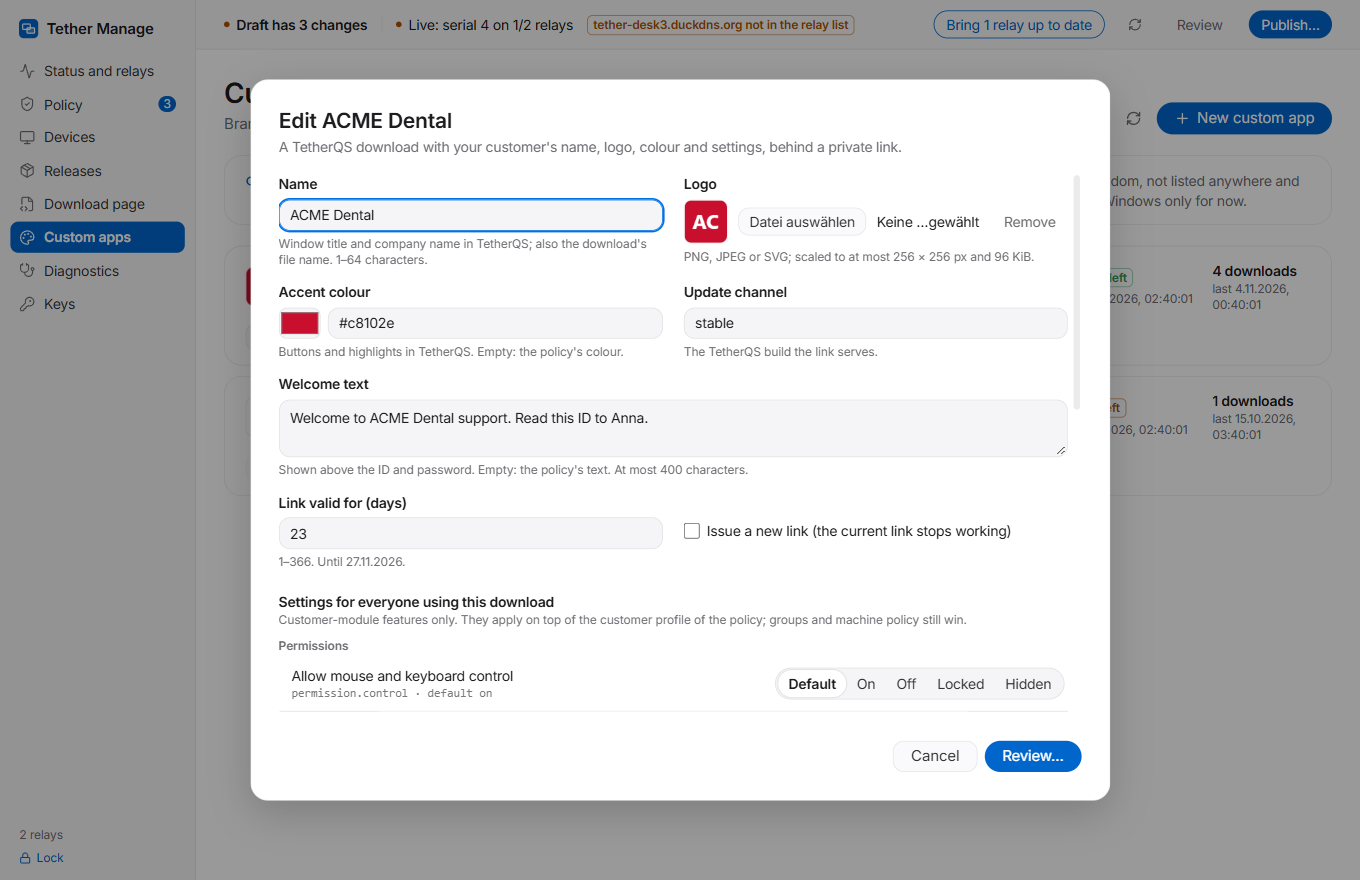 Tether Manage
Draft has 3 changes
Live: serial 4 on 1/2 relays
tether-desk3.duckdns.org not in the relay list
Bring 1 relay up to date
Review
Publish...
Status and relays
Policy
3
Devices
Releases
Download page
Custom apps
Diagnostics
Keys
2 relays
Lock
New custom app
dom, not listed anywhere and
Windows only for now.
left
2026, 02:40:01
4 downloads
last 4.11.2026,
00:40:01
1 downloads
last 15.10.2026,
03:40:01
Edit ACME Dental
A TetherQS download with your customer's name, logo, colour and settings, behind a private link.
Name
ACME Dental
Window title and company name in TetherQS; also the download's
file name. 1–64 characters.
Logo
AC
Datei auswählen
Keine ...gewählt
Remove
PNG, JPEG or SVG; scaled to at most 256 × 256 px and 96 KiB.
Accent colour
#c8102e
Buttons and highlights in TetherQS. Empty: the policy's colour.
Update channel
stable
The TetherQS build the link serves.
Welcome text
Welcome to ACME Dental support. Read this ID to Anna.
Shown above the ID and password. Empty: the policy's text. At most 400 characters.
Link valid for (days)
23
1–366. Until 27.11.2026.
Issue a new link (the current link stops working)
Settings for everyone using this download
Customer-module features only. They apply on top of the customer profile of the policy; groups and machine policy still win.
Permissions
Allow mouse and keyboard control
permission.control · default on
Default
On
Off
Locked
Hidden
Cancel
Review...